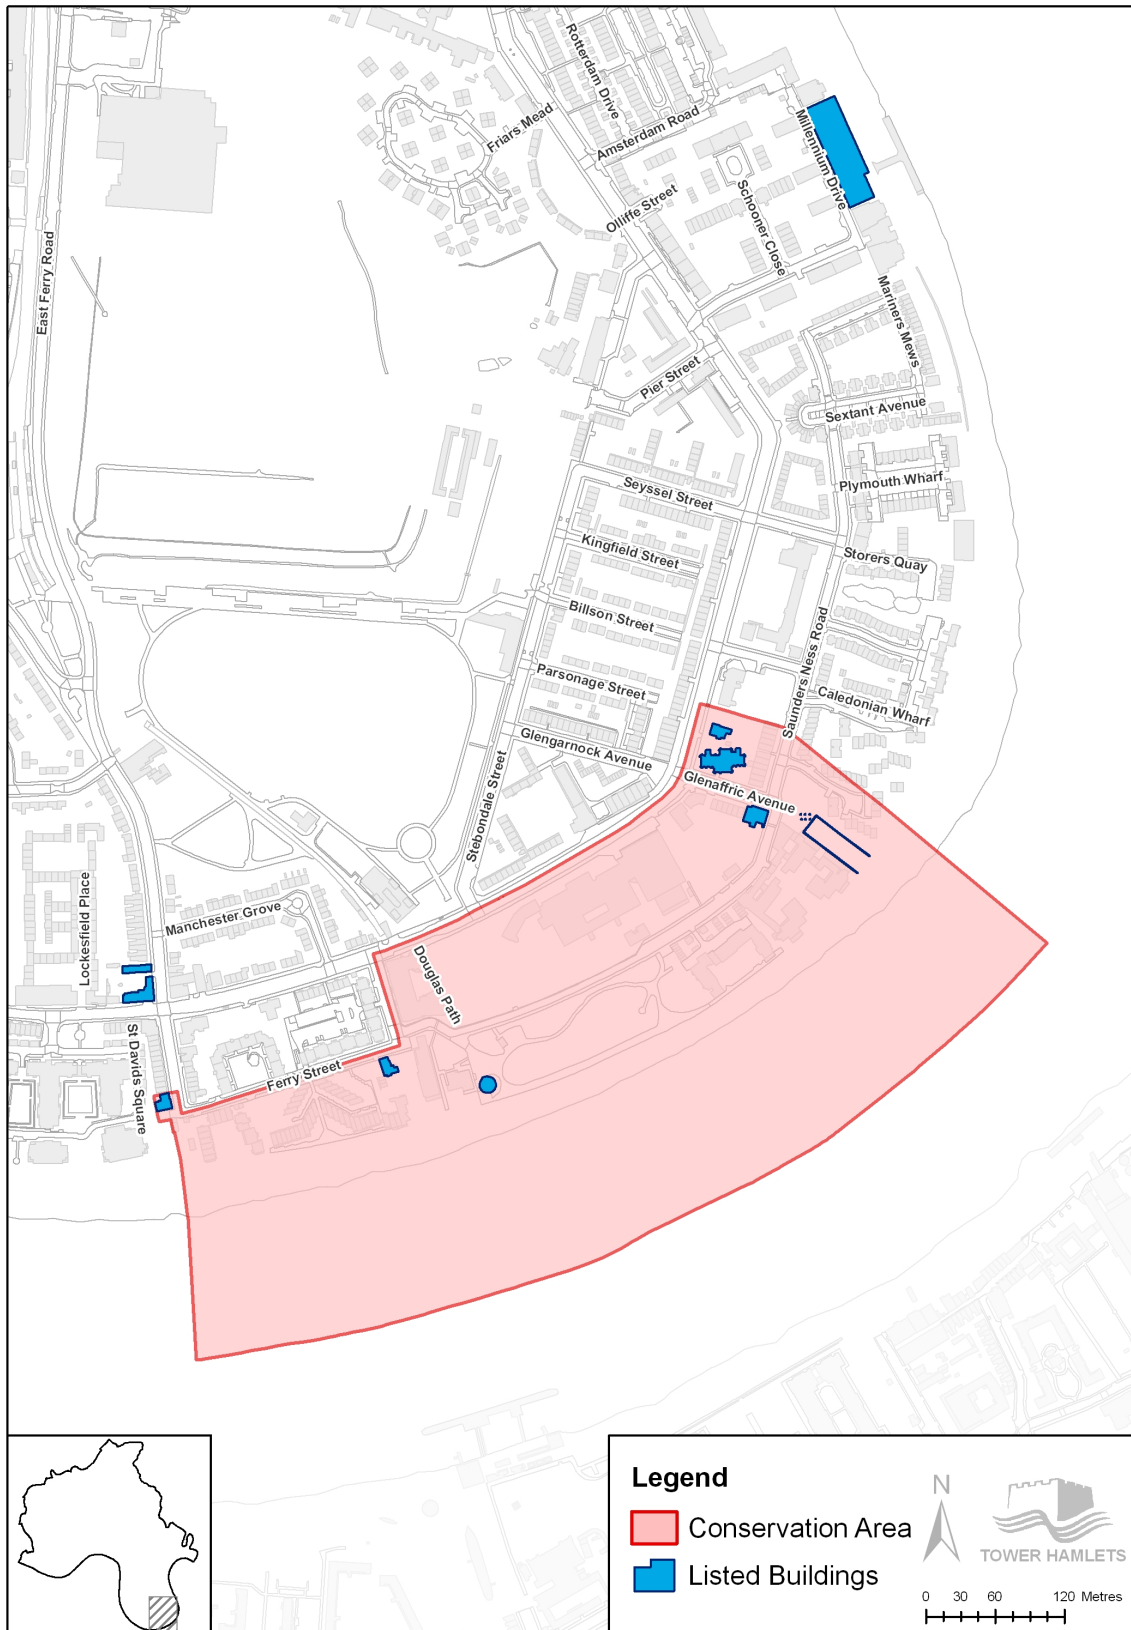 Rotterdam Drive
Friars Mead
Amsterdam Road
Millennium Drive
Olliffe Street
Schooner Close
East Ferry Road
Mariners Mews
Pier Street
Sextant Avenue
Plymouth Wharf
Seyssel Street
Storers Quay
Kingfield Street
Billson Street
Saunders Ness Road
Parsonage Street
Caledonian Wharf
Glengarnock Avenue
Glenaffric Avenue
Stebondale Street
Lockesfield Place
Manchester Grove
Douglas Path
St Davids Square
Ferry Street
Legend
Conservation Area
Listed Buildings
N
TOWER HAMLETS
0 30 60 120 Metres